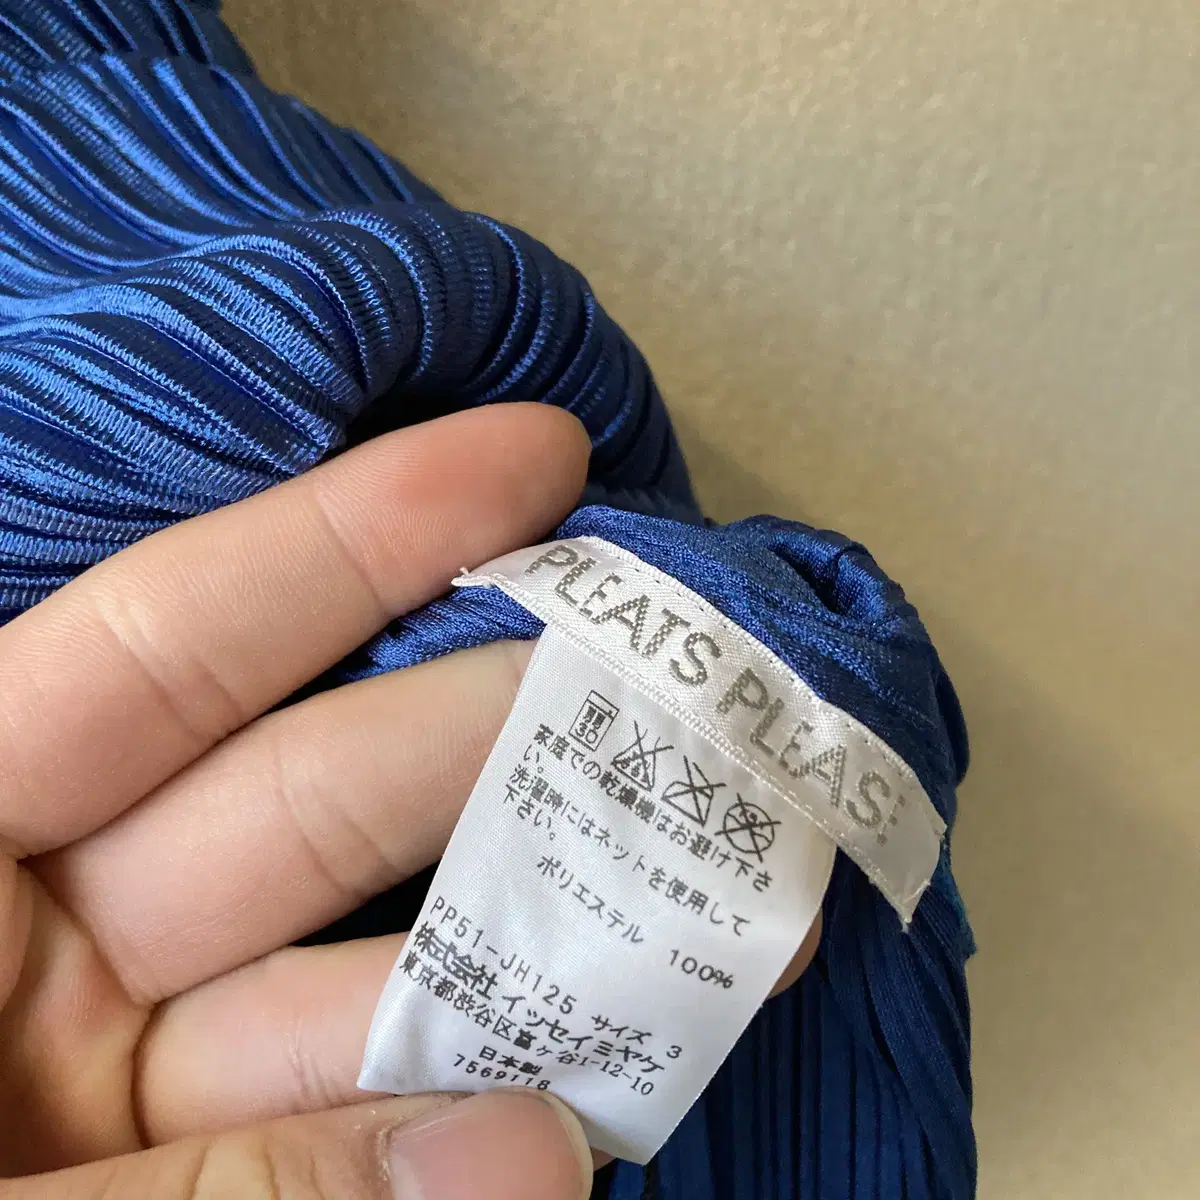 PLEATS PLEASE
弱
30
家庭での乾燥機はお避け下さ
い。
洗濯時にはネットを使用して
下さい。
ポリエステル 100%
PP51-JH125 サイズ 3
株式会社 イッセイミヤケ
東京都渋谷区富ヶ谷1-12-10
日本製
7569118